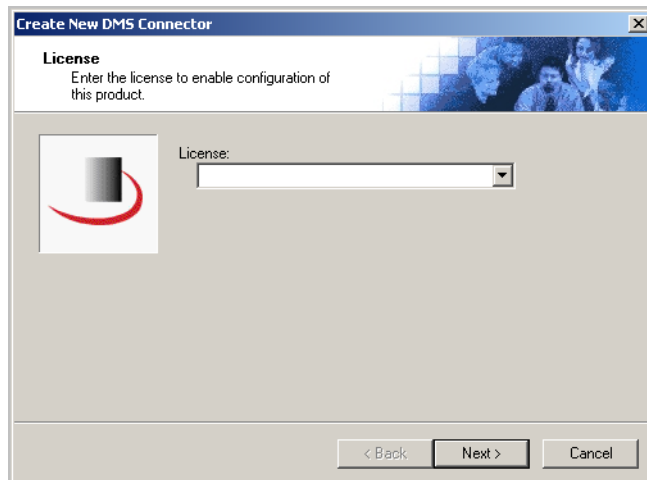 Create New DMS Connector
License
Enter the license to enable configuration of
this product.
License:
< Back
Next >
Cancel